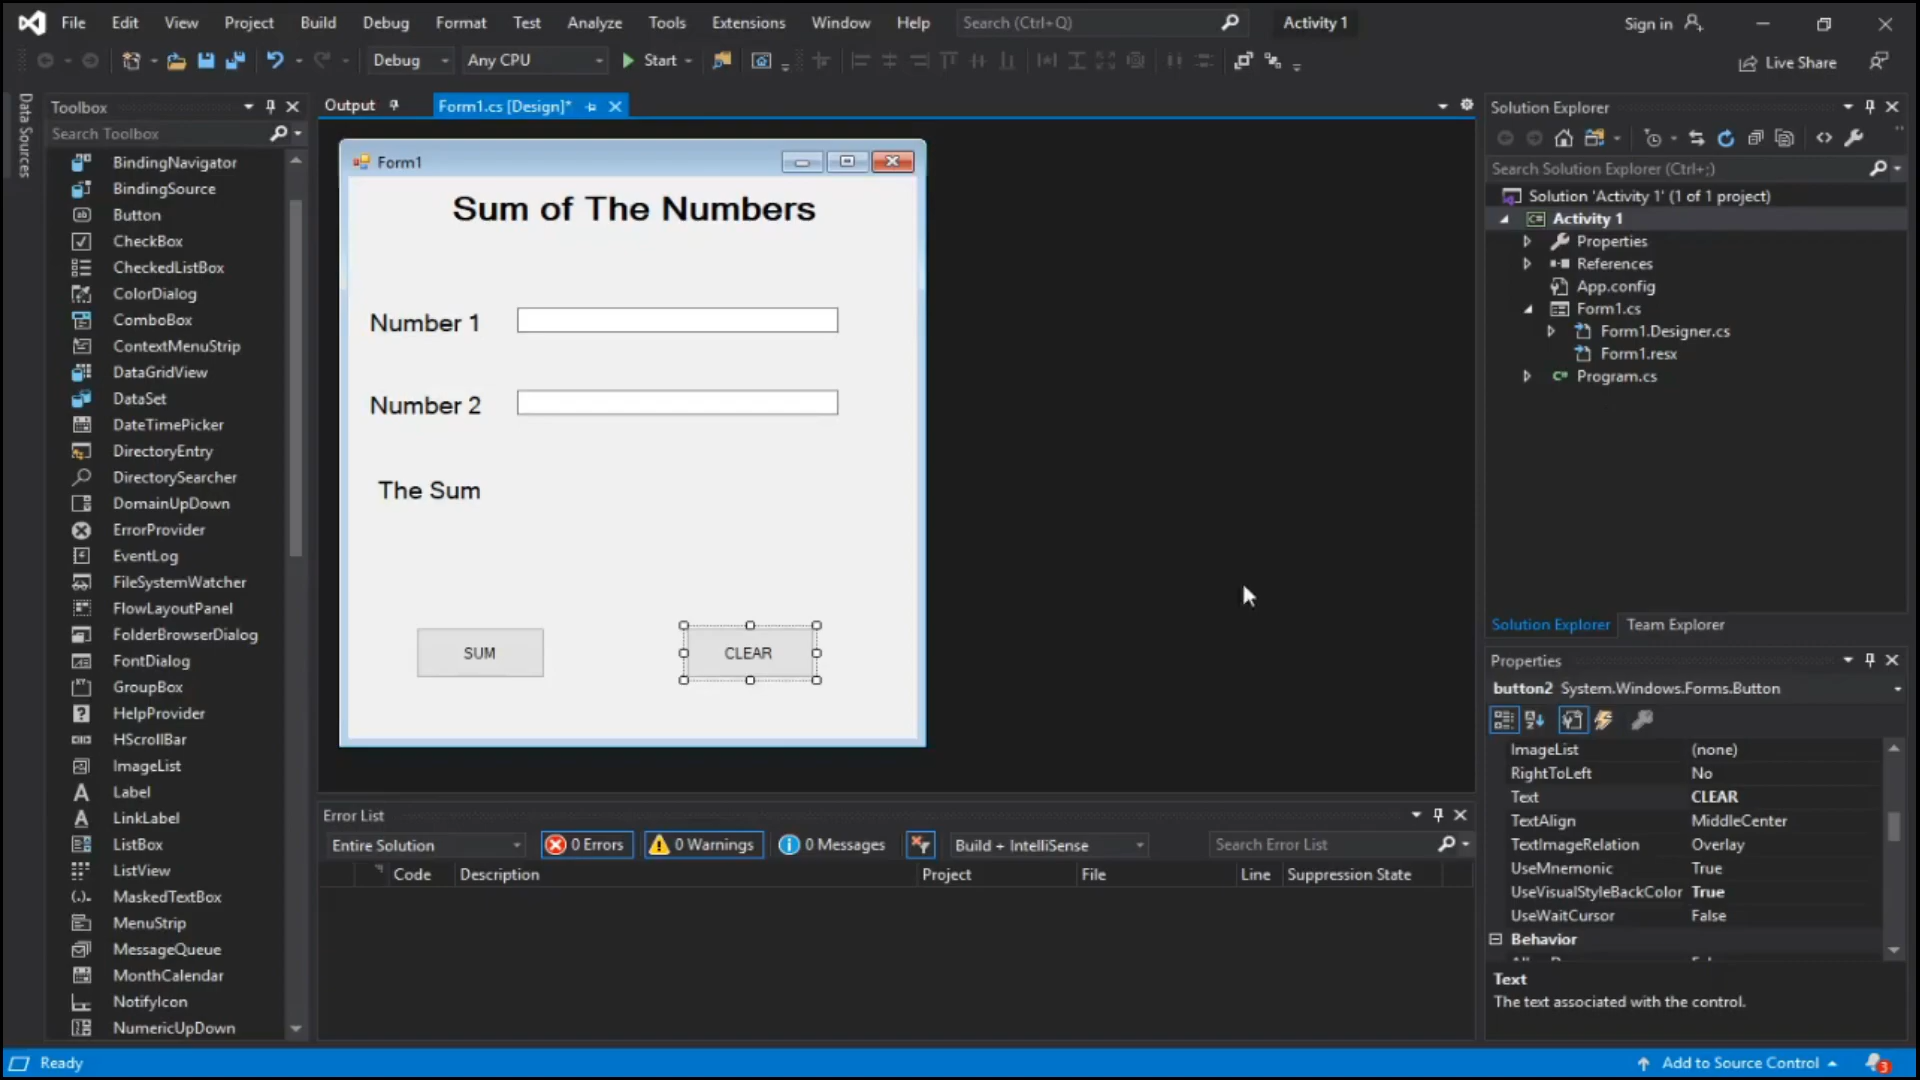 File Edit View Project Build Debug Format Test Analyze Tools Extensions Window Help Search (Ctrl+Q) Activity 1 Sign in
Debug Any CPU Start Live Share
Data Sources
Toolbox
Search Toolbox
BindingNavigator
BindingSource
Button
CheckBox
CheckedListBox
ColorDialog
ComboBox
ContextMenuStrip
DataGridView
DataSet
DateTimePicker
DirectoryEntry
DirectorySearcher
DomainUpDown
ErrorProvider
EventLog
FileSystemWatcher
FlowLayoutPanel
FolderBrowserDialog
FontDialog
GroupBox
HelpProvider
HScrollBar
ImageList
Label
LinkLabel
ListBox
ListView
MaskedTextBox
MenuStrip
MessageQueue
MonthCalendar
NotifyIcon
NumericUpDown
Output Form1.cs [Design]*
Form1
Sum of The Numbers
Number 1
Number 2
The Sum
SUM CLEAR
Error List
Entire Solution 0 Errors 0 Warnings 0 Messages Build + IntelliSense Search Error List
Code Description Project File Line Suppression State
Solution Explorer
Search Solution Explorer (Ctrl+;)
Solution 'Activity 1' (1 of 1 project)
Activity 1
Properties
References
App.config
Form1.cs
Form1.Designer.cs
Form1.resx
Program.cs
Solution Explorer Team Explorer
Properties
button2 System.Windows.Forms.Button
ImageList (none)
RightToLeft No
Text CLEAR
TextAlign MiddleCenter
TextImageRelation Overlay
UseMnemonic True
UseVisualStyleBackColor True
UseWaitCursor False
Behavior
Text
The text associated with the control.
Ready Add to Source Control 3